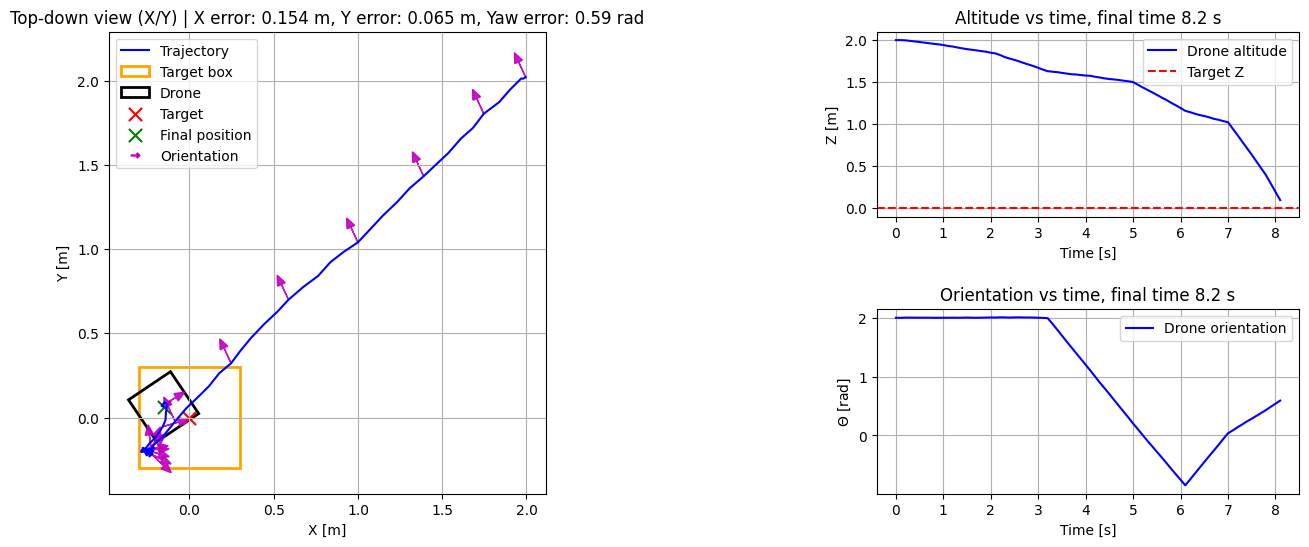 Top-down view (X/Y) | X error: 0.154 m, Y error: 0.065 m, Yaw error: 0.59 rad
Trajectory
Target box
Drone
Target
Final position
Orientation
2.0
1.5
1.0
0.5
0.0
Y [m]
0.0
0.5
1.0
1.5
2.0
X [m]
Altitude vs time, final time 8.2 s
Drone altitude
Target Z
2.0
1.5
1.0
0.5
0.0
Z [m]
0
1
2
3
4
5
6
7
8
Time [s]
Orientation vs time, final time 8.2 s
Drone orientation
2
1
0
Θ [rad]
0
1
2
3
4
5
6
7
8
Time [s]